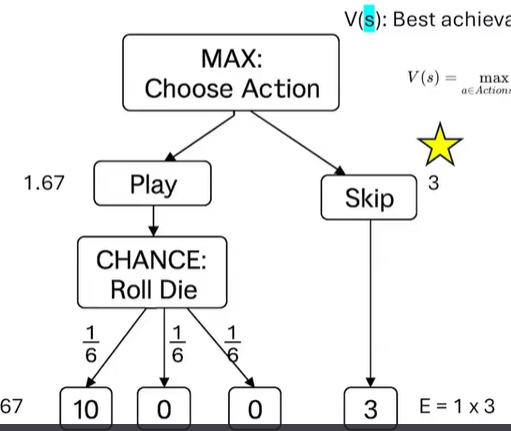 V(s): Best achieva
MAX:
Choose Action
V(s) = max
a∈Actions
1.67
Play
Skip
3
CHANCE:
Roll Die
1/6
1/6
1/6
67
10
0
0
3
E = 1 x 3